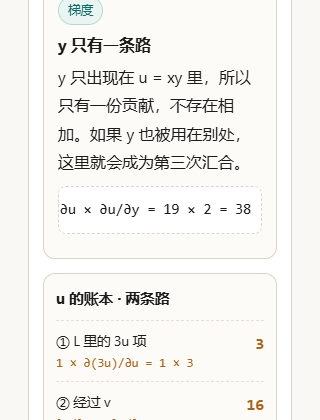 梯度
y 只有一条路
y 只出现在 u = xy 里，所以
只有一份贡献，不存在相
加。如果 y 也被用在别处，
这里就会成为第三次汇合。
∂u × ∂u/∂y = 19 × 2 = 38
u 的账本 · 两条路
① L 里的 3u 项 3
1 × ∂(3u)/∂u = 1 × 3
② 经过 v 16